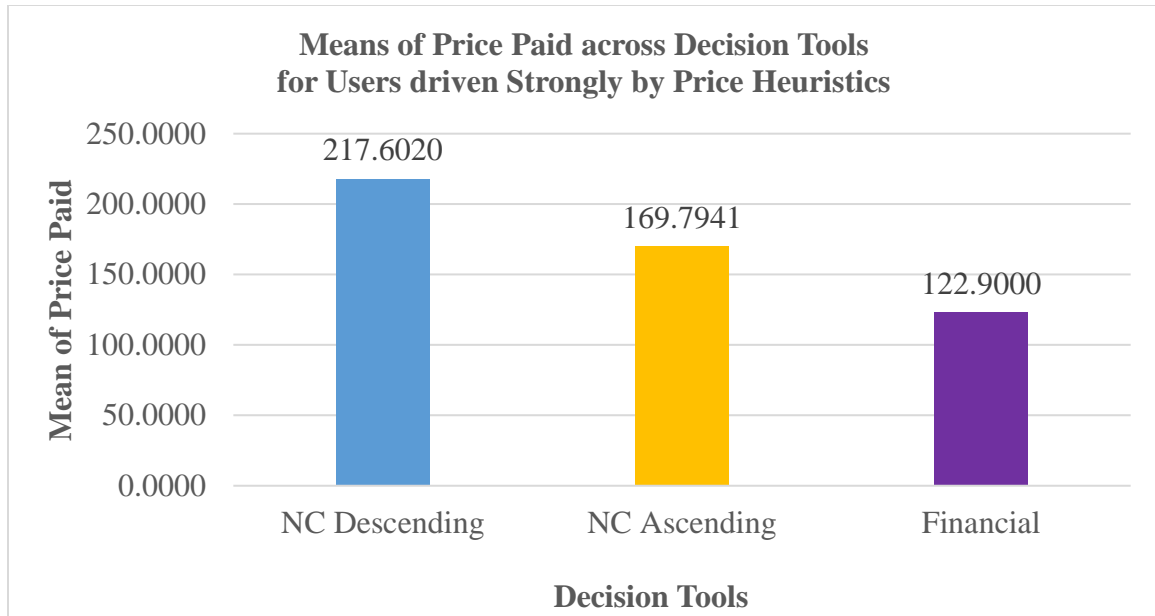 Means of Price Paid across Decision Tools
for Users driven Strongly by Price Heuristics
Mean of Price Paid
250.0000
200.0000
150.0000
100.0000
50.0000
0.0000
217.6020
169.7941
122.9000
NC Descending
NC Ascending
Financial
Decision Tools